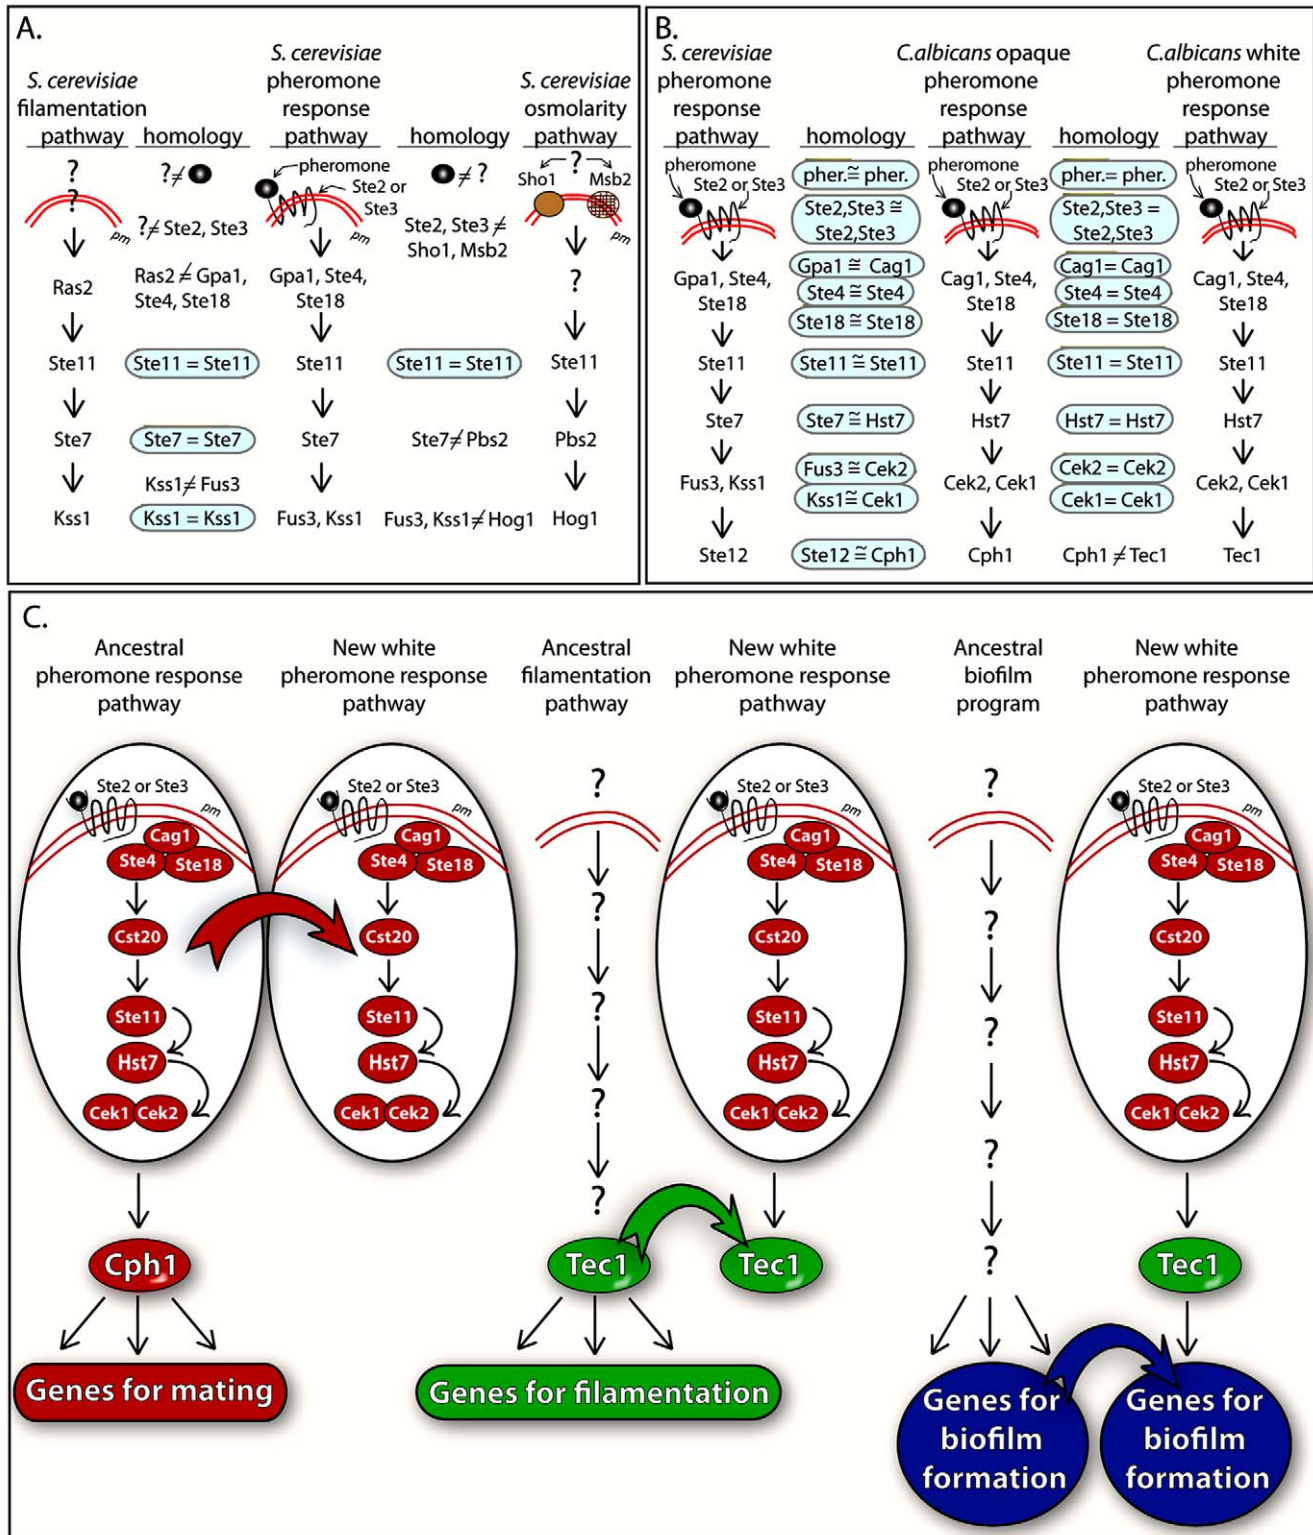 A.
S. cerevisiae
filamentation
pathway
homology
S. cerevisiae
pheromone
response
pathway
homology
S. cerevisiae
osmolarity
pathway
?
?≠
pheromone
≠ ?
?
Sho1
Msb2
?
pm
Ste2 or
Ste3
pm
pm
?≠ Ste2, Ste3
Ste2, Ste3 ≠
Sho1, Msb2
Ras2
Ras2 ≠ Gpa1,
Ste4, Ste18
Gpa1, Ste4,
Ste18
?
Ste11
Ste11 = Ste11
Ste11
Ste11 = Ste11
Ste11
Ste7
Ste7 = Ste7
Ste7
Ste7≠ Pbs2
Pbs2
Kss1≠ Fus3
Kss1
Kss1 = Kss1
Fus3, Kss1
Fus3, Kss1≠ Hog1
Hog1
B.
S. cerevisiae
pheromone
response
pathway
homology
C.albicans opaque
pheromone
response
pathway
homology
C.albicans white
pheromone
response
pathway
pheromone
Ste2 or Ste3
pher.≅ pher.
pheromone
Ste2 or Ste3
pher.= pher.
pheromone
Ste2 or Ste3
Ste2,Ste3 ≅
Ste2,Ste3
Ste2,Ste3 =
Ste2,Ste3
Gpa1, Ste4,
Ste18
Gpa1 ≅ Cag1
Ste4 ≅ Ste4
Ste18 ≅ Ste18
Cag1, Ste4,
Ste18
Cag1= Cag1
Ste4 = Ste4
Ste18 = Ste18
Cag1, Ste4,
Ste18
Ste11
Ste11 ≅ Ste11
Ste11
Ste11 = Ste11
Ste11
Ste7
Ste7 ≅ Hst7
Hst7
Hst7 = Hst7
Hst7
Fus3, Kss1
Fus3 ≅ Cek2
Kss1≅ Cek1
Cek2, Cek1
Cek2 = Cek2
Cek1= Cek1
Cek2, Cek1
Ste12
Ste12 ≅ Cph1
Cph1
Cph1 ≠ Tec1
Tec1
C.
Ancestral
pheromone response
pathway
New white
pheromone response
pathway
Ancestral
filamentation
pathway
New white
pheromone response
pathway
Ancestral
biofilm
program
New white
pheromone response
pathway
Ste2 or Ste3
pm
Cag1
Ste4
Ste18
Cst20
Ste11
Hst7
Cek1
Cek2
Cph1
Genes for mating
Ste2 or Ste3
pm
Cag1
Ste4
Ste18
Cst20
Ste11
Hst7
Cek1
Cek2
?
?
?
?
?
Tec1
Genes for filamentation
Ste2 or Ste3
pm
Cag1
Ste4
Ste18
Cst20
Ste11
Hst7
Cek1
Cek2
Tec1
?
?
?
?
?
Genes for
biofilm
formation
Ste2 or Ste3
pm
Cag1
Ste4
Ste18
Cst20
Ste11
Hst7
Cek1
Cek2
Tec1
Genes for
biofilm
formation